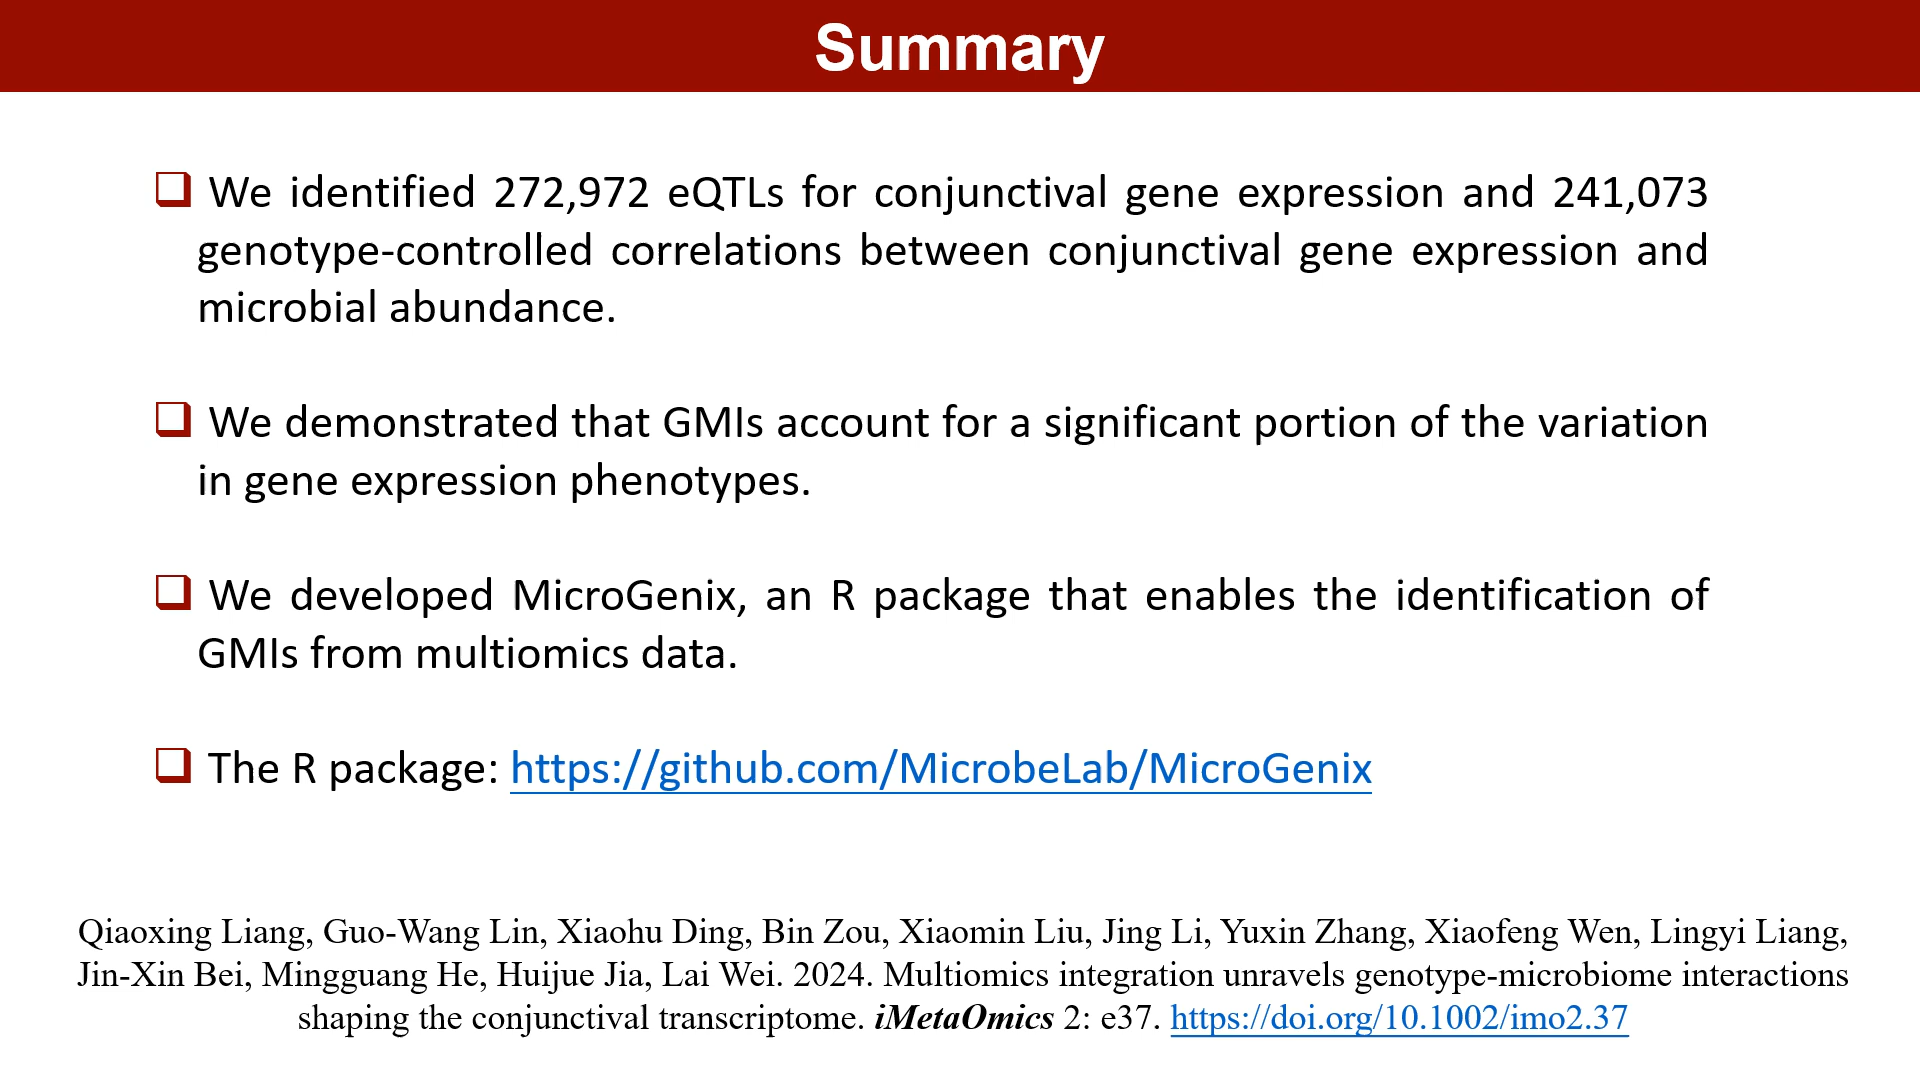 Summary
❑ We identified 272,972 eQTLs for conjunctival gene expression and 241,073
genotype-controlled correlations between conjunctival gene expression and
microbial abundance.
❑ We demonstrated that GMIs account for a significant portion of the variation
in gene expression phenotypes.
❑ We developed MicroGenix, an R package that enables the identification of
GMIs from multiomics data.
❑ The R package: https://github.com/MicrobeLab/MicroGenix
Qiaoxing Liang, Guo-Wang Lin, Xiaohu Ding, Bin Zou, Xiaomin Liu, Jing Li, Yuxin Zhang, Xiaofeng Wen, Lingyi Liang,
Jin-Xin Bei, Mingguang He, Huijue Jia, Lai Wei. 2024. Multiomics integration unravels genotype-microbiome interactions
shaping the conjunctival transcriptome. iMetaOmics 2: e37. https://doi.org/10.1002/imo2.37